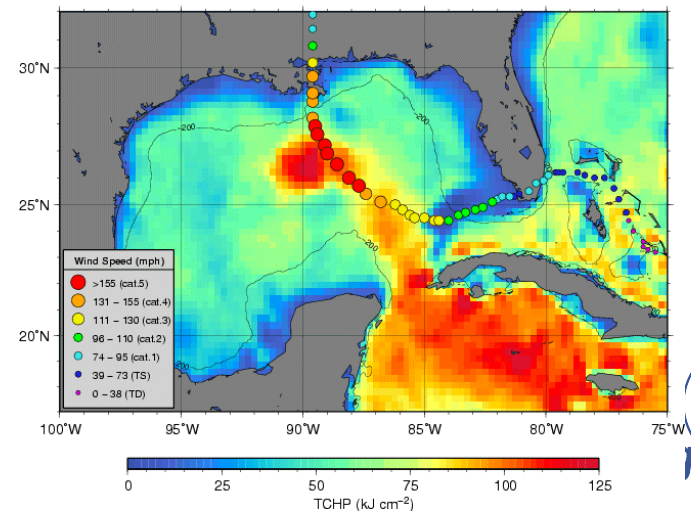 30°N
25°N
20°N
-200
-200
-200
Wind Speed (mph)
>155 (cat.5)
131 – 155 (cat.4)
111 – 130 (cat.3)
96 – 110 (cat.2)
74 – 95 (cat.1)
39 – 73 (TS)
0 – 38 (TD)
100°W 95°W 90°W 85°W 80°W 75°W
0 25 50 75 100 125
TCHP (kJ cm⁻²)